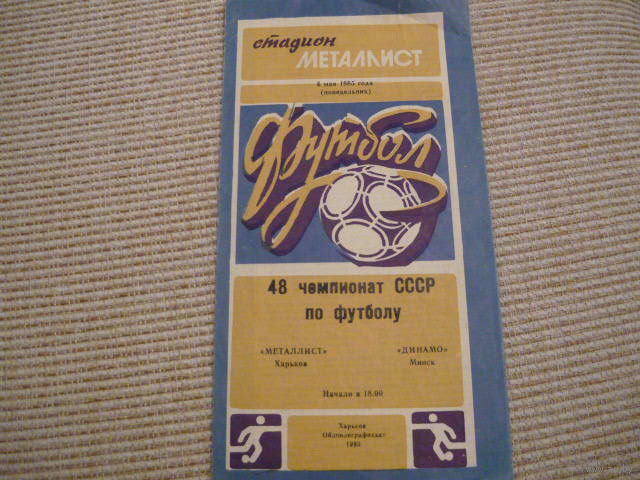 стадион
МЕТАЛЛИСТ
6 мая 1985 года
(понедельник)
Футбол
48 чемпионат СССР
по футболу
«МЕТАЛЛИСТ» «ДИНАМО»
Харьков Минск
Начало в 18.00
Харьков
Облполиграфиздат
1985